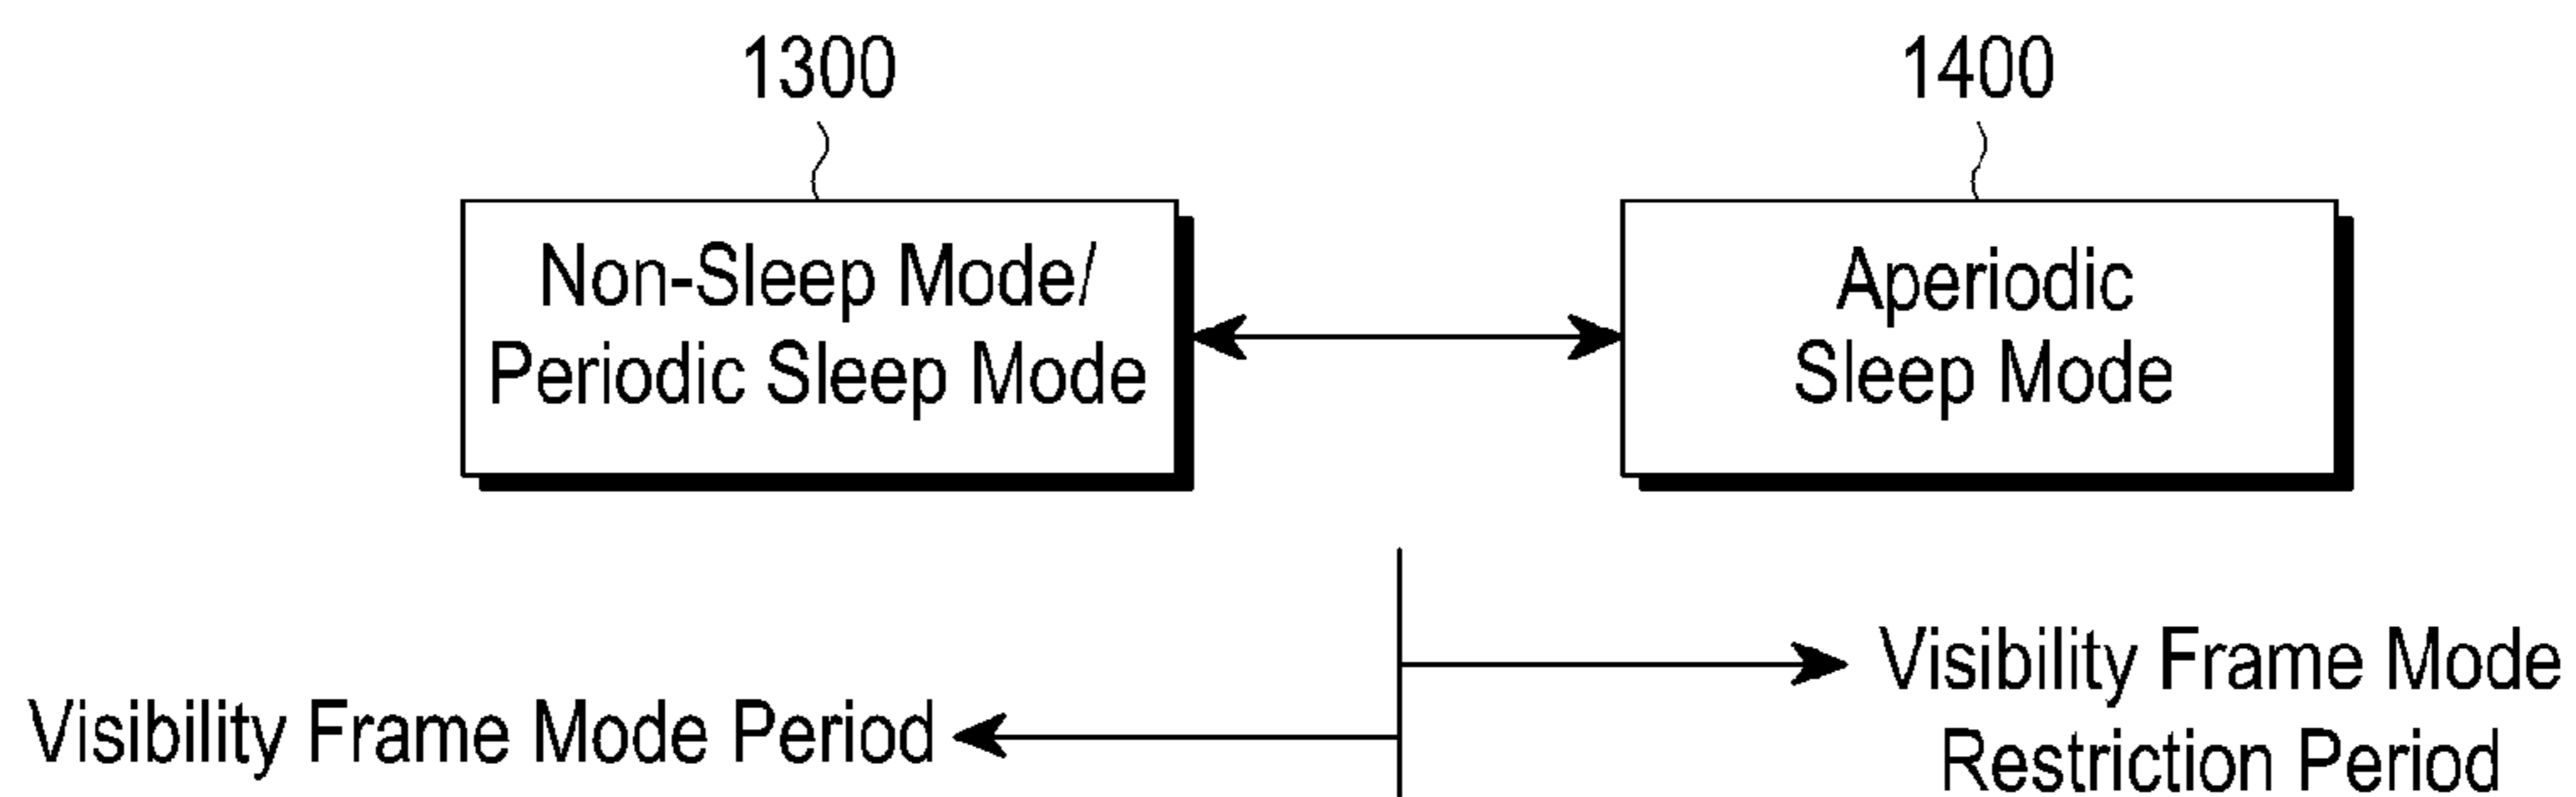 1300
1400
Non-Sleep Mode/
Periodic Sleep Mode
Aperiodic
Sleep Mode
Visibility Frame Mode Period
Visibility Frame Mode
Restriction Period